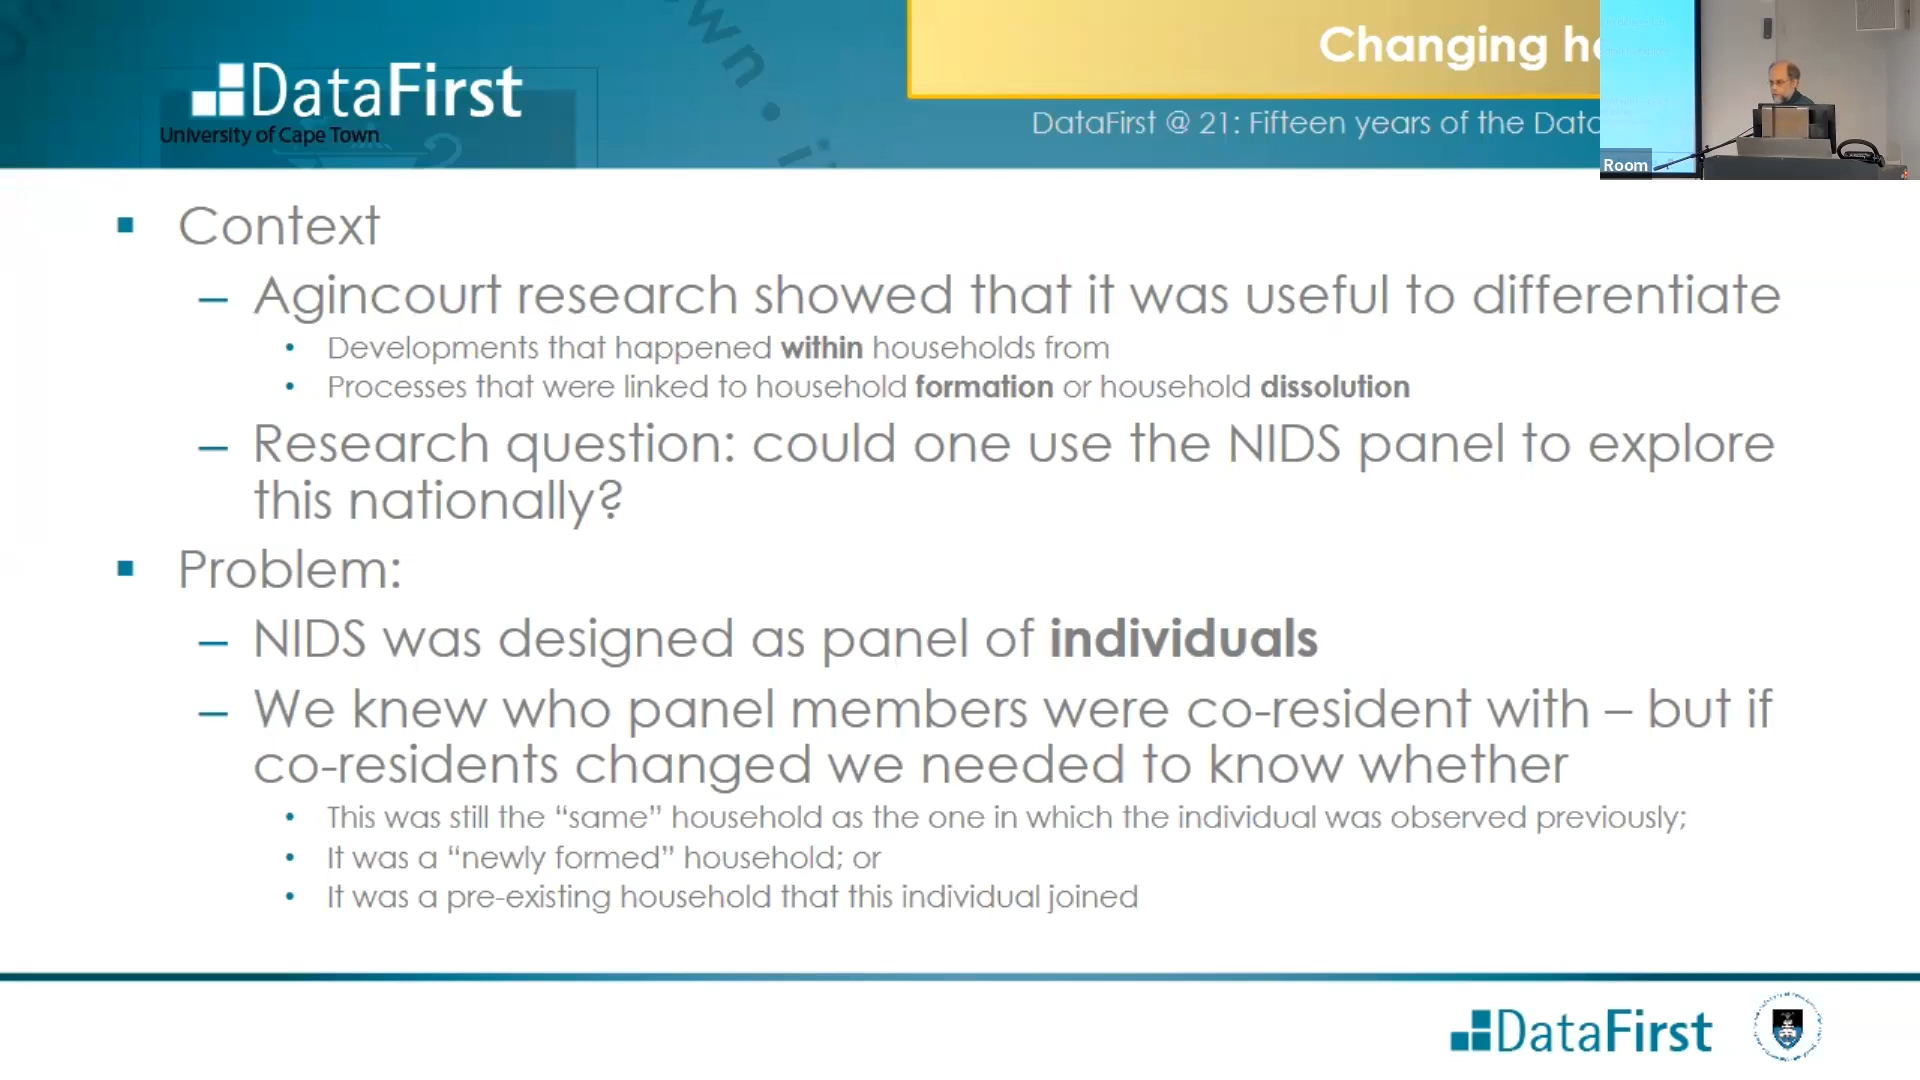 DataFirst
University of Cape Town
Changing
DataFirst @ 21: Fifteen years of the
Room
Context
– Agincourt research showed that it was useful to differentiate
• Developments that happened within households from
• Processes that were linked to household formation or household dissolution
– Research question: could one use the NIDS panel to explore
this nationally?
Problem:
– NIDS was designed as panel of individuals
– We knew who panel members were co-resident with – but if
co-residents changed we needed to know whether
• This was still the “same” household as the one in which the individual was observed previously;
• It was a “newly formed” household; or
• It was a pre-existing household that this individual joined
DataFirst